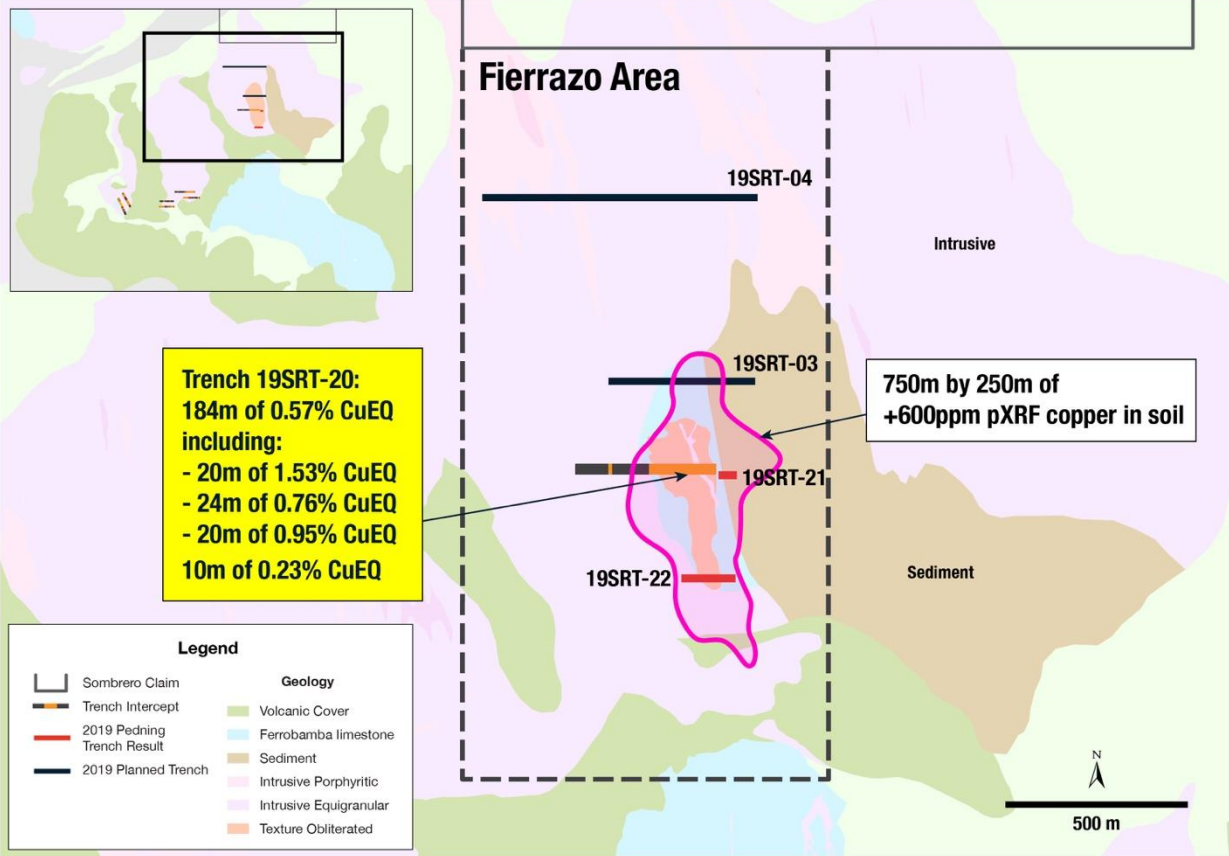 Fierrazo Area
19SRT-04
Intrusive
19SRT-03
750m by 250m of
+600ppm pXRF copper in soil
Trench 19SRT-20:
184m of 0.57% CuEQ
including:
- 20m of 1.53% CuEQ
- 24m of 0.76% CuEQ
- 20m of 0.95% CuEQ
10m of 0.23% CuEQ
19SRT-21
19SRT-22
Sediment
Legend
Sombrero Claim
Trench Intercept
2019 Pedning
Trench Result
2019 Planned Trench
Geology
Volcanic Cover
Ferrobamba limestone
Sediment
Intrusive Porphyritic
Intrusive Equigranular
Texture Obliterated
N
500 m